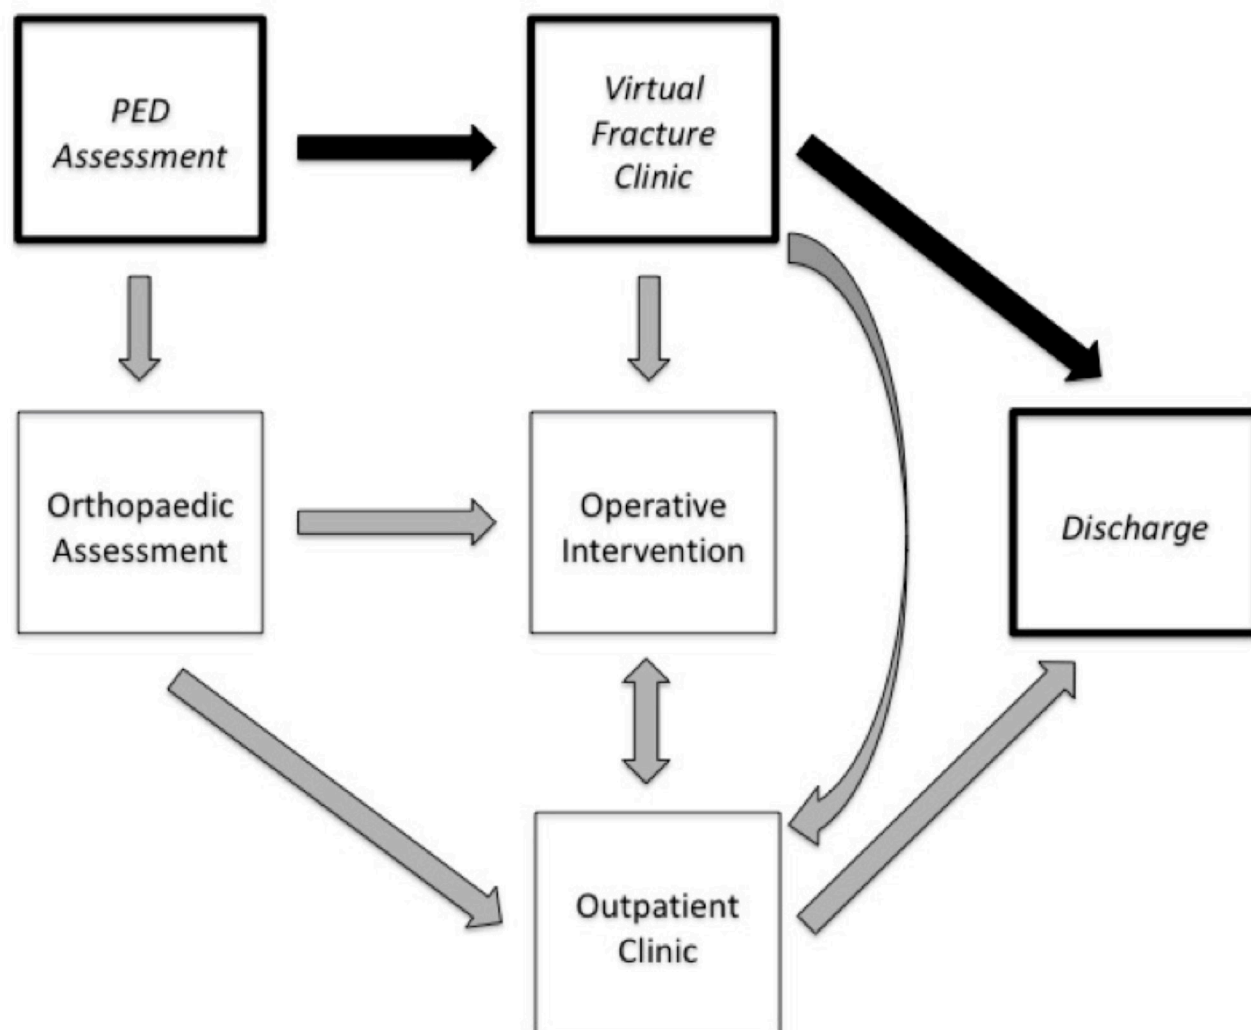 PED
Assessment
Virtual
Fracture
Clinic
Orthopaedic
Assessment
Operative
Intervention
Discharge
Outpatient
Clinic